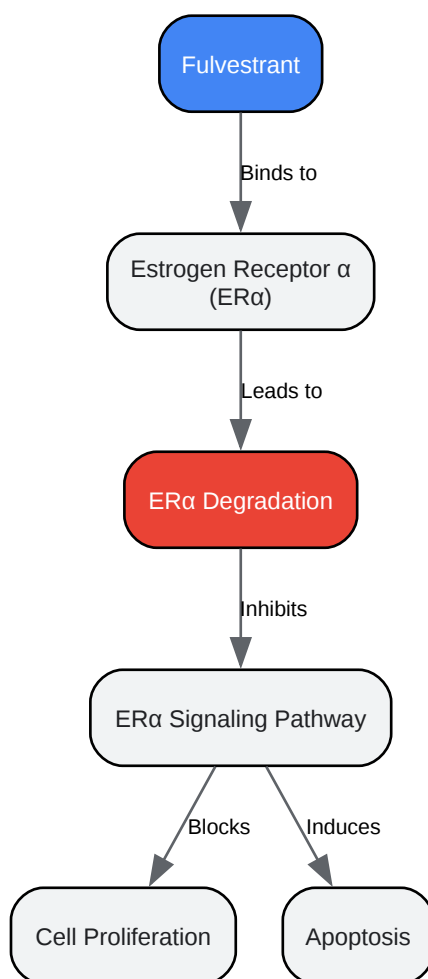 Fulvestrant
Binds to
Estrogen Receptor α
(ERα)
Leads to
ERα Degradation
Inhibits
ERα Signaling Pathway
Blocks
Induces
Cell Proliferation
Apoptosis